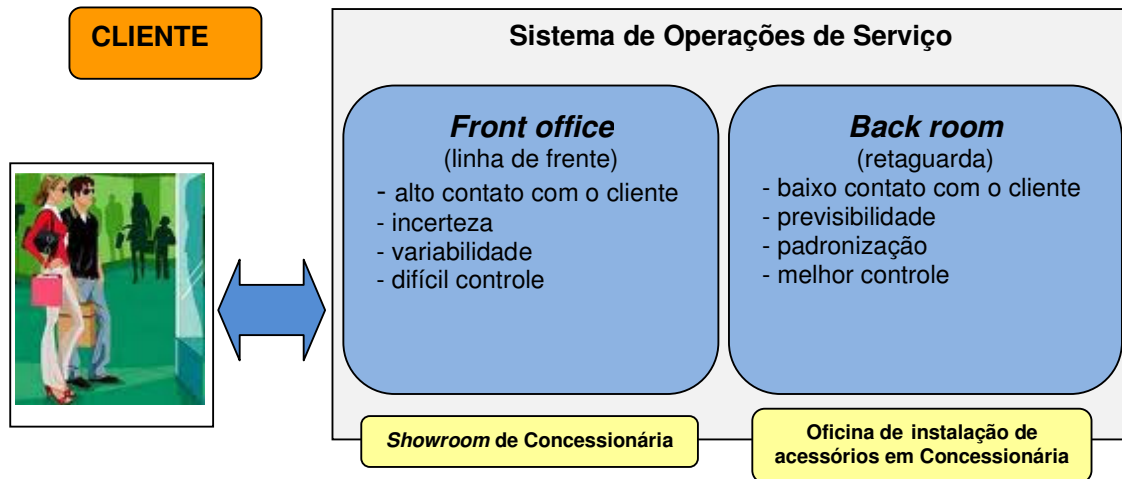 CLIENTE
Sistema de Operações de Serviço
Front office
(linha de frente)
- alto contato com o cliente
- incerteza
- variabilidade
- difícil controle
Back room
(retaguarda)
- baixo contato com o cliente
- previsibilidade
- padronização
- melhor controle
Showroom de Concessionária
Oficina de instalação de
acessórios em Concessionária